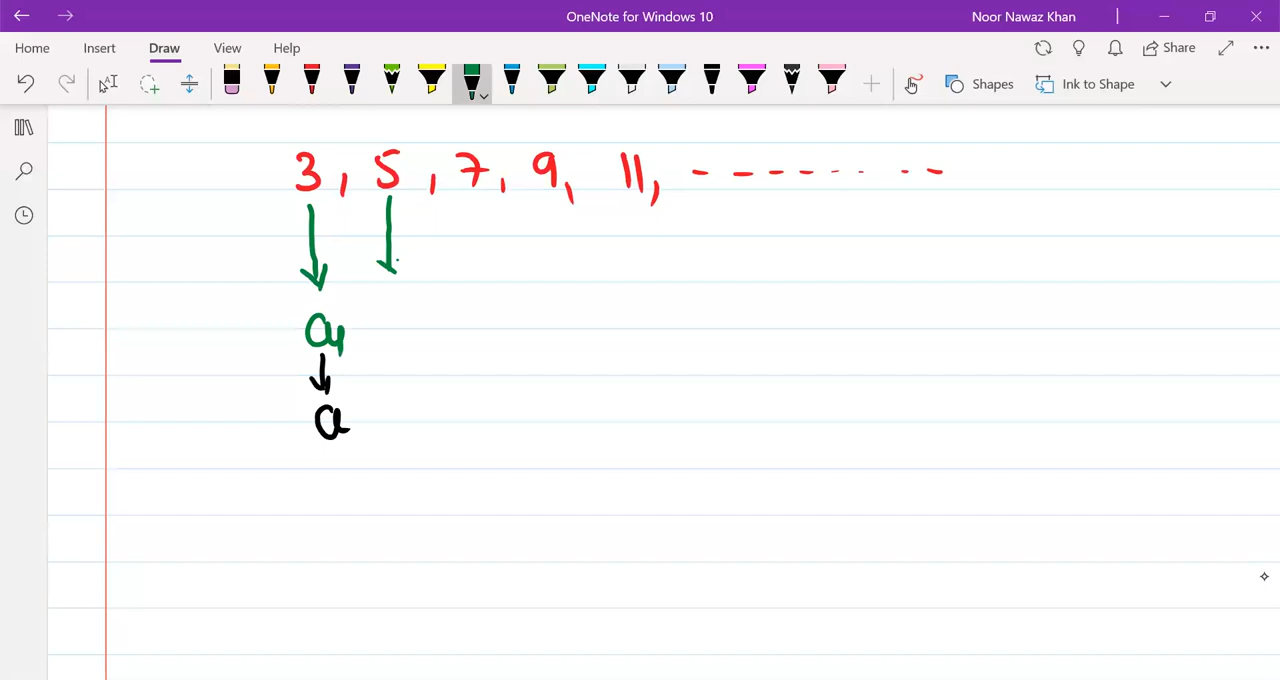 OneNote for Windows 10
Noor Nawaz Khan
Home Insert Draw View Help
Share
Shapes
Ink to Shape
3, 5, 7, 9, 11, - - - - - - - -
a₁
a